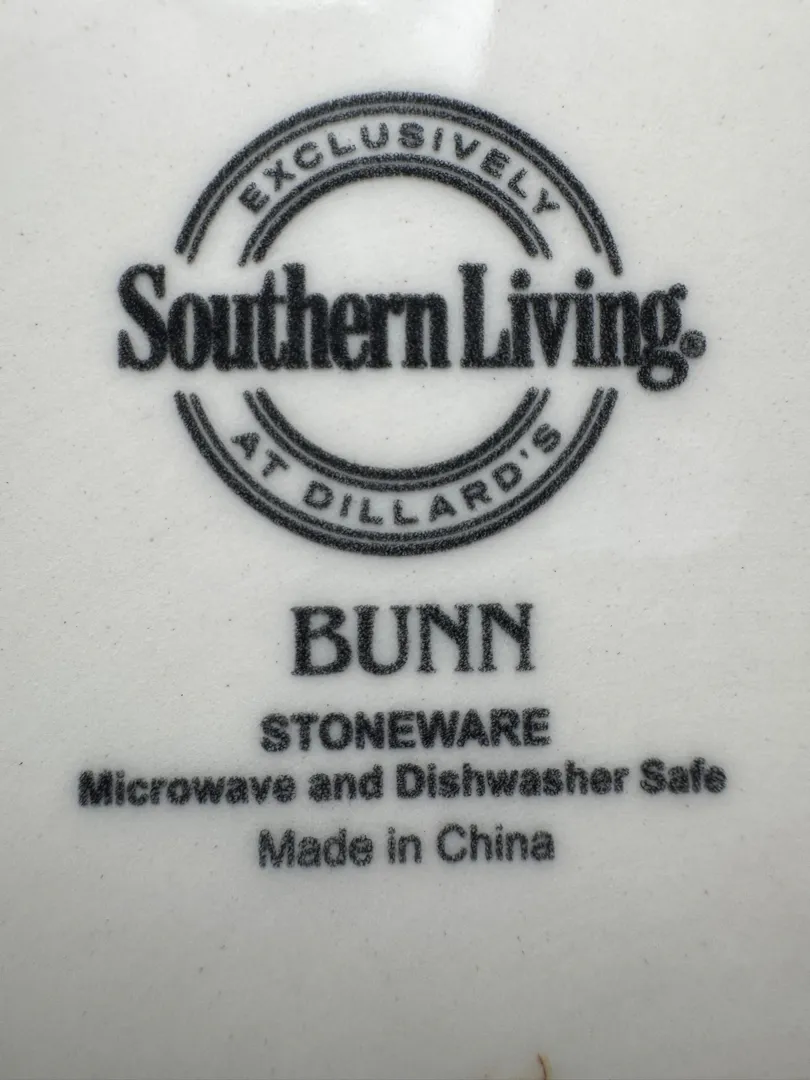 EXCLUSIVELY
Southern Living®
AT DILLARD'S
BUNN
STONEWARE
Microwave and Dishwasher Safe
Made in China